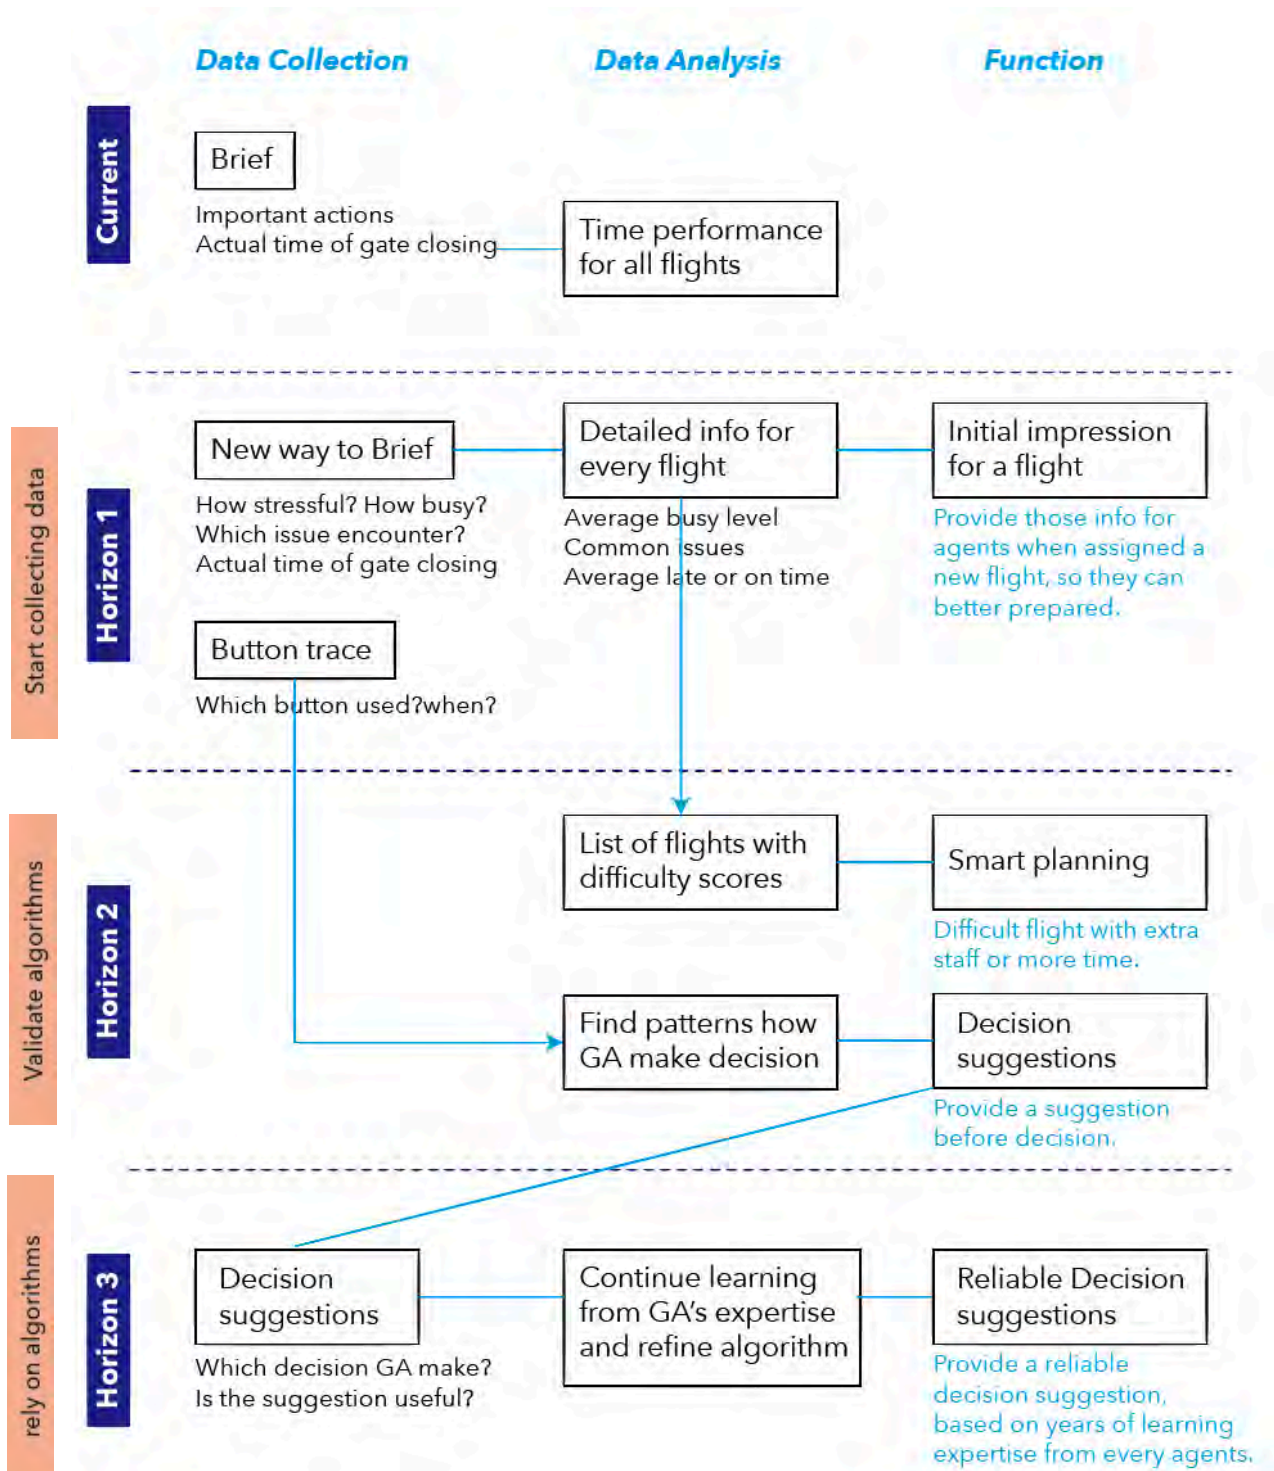 Data Collection
Data Analysis
Function
Current
Brief
Important actions
Actual time of gate closing
Time performance
for all flights
Start collecting data
Horizon 1
New way to Brief
How stressful? How busy?
Which issue encounter?
Actual time of gate closing
Button trace
Which button used?when?
Detailed info for
every flight
Average busy level
Common issues
Average late or on time
Initial impression
for a flight
Provide those info for
agents when assigned a
new flight, so they can
better prepared.
Validate algorithms
Horizon 2
List of flights with
difficulty scores
Smart planning
Difficult flight with extra
staff or more time.
Find patterns how
GA make decision
Decision
suggestions
Provide a suggestion
before decision.
rely on algorithms
Horizon 3
Decision
suggestions
Which decision GA make?
Is the suggestion useful?
Continue learning
from GA’s expertise
and refine algorithm
Reliable Decision
suggestions
Provide a reliable
decision suggestion,
based on years of learning
expertise from every agents.